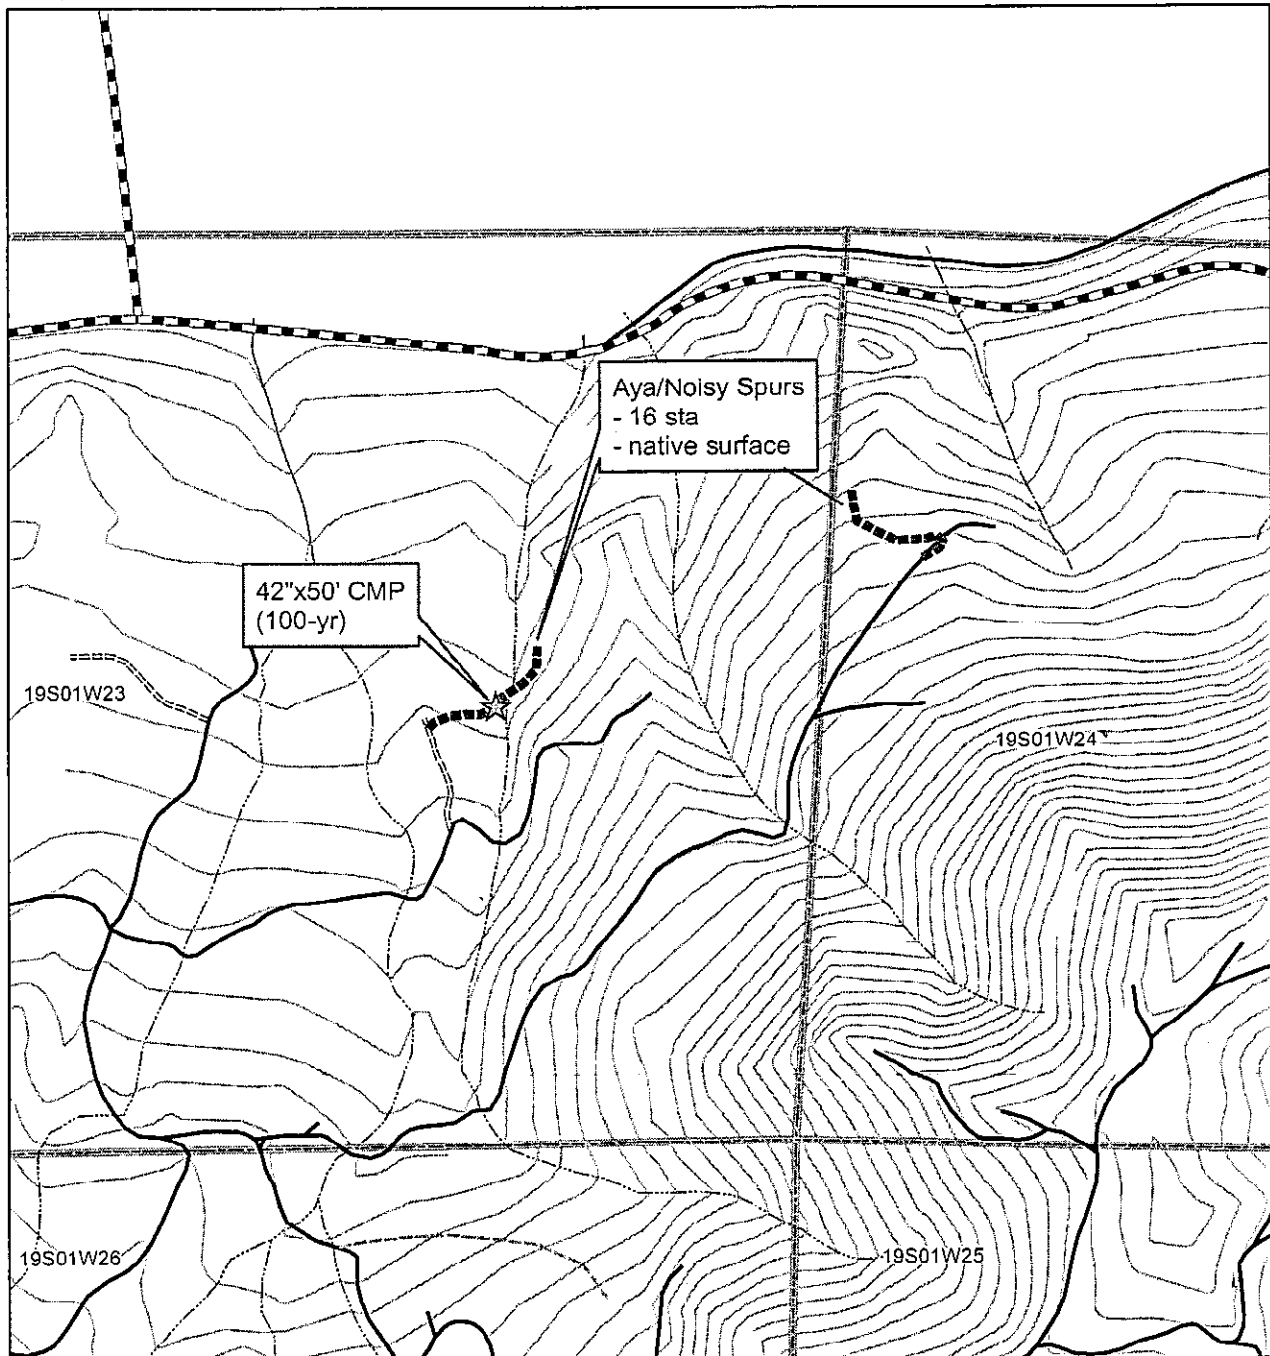 Aya/Noisy Spurs
- 16 sta
- native surface
42"x50' CMP
(100-yr)
19S01W23
19S01W24
19S01W26
19S01W25